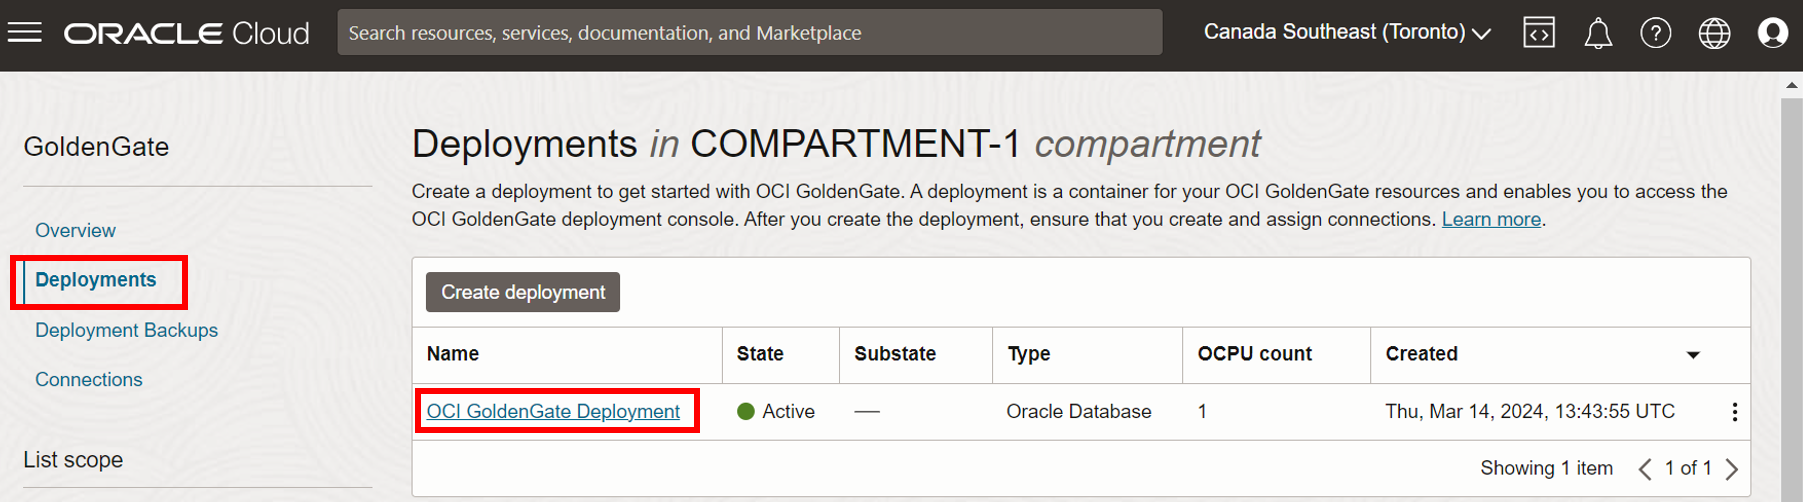 ORACLE Cloud
Search resources, services, documentation, and Marketplace
Canada Southeast (Toronto)
GoldenGate
Overview
Deployments
Deployment Backups
Connections
List scope
Deployments in COMPARTMENT-1 compartment
Create a deployment to get started with OCI GoldenGate. A deployment is a container for your OCI GoldenGate resources and enables you to access the
OCI GoldenGate deployment console. After you create the deployment, ensure that you create and assign connections. Learn more.
Create deployment
Name State Substate Type OCPU count Created
OCI GoldenGate Deployment Active — Oracle Database 1 Thu, Mar 14, 2024, 13:43:55 UTC
Showing 1 item 1 of 1